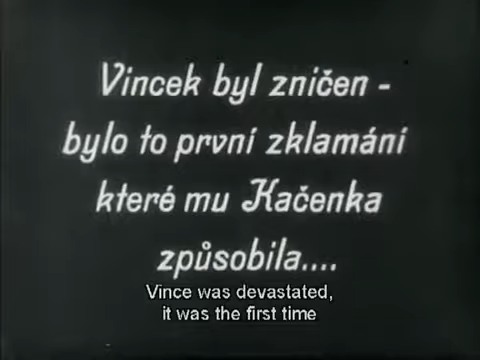 Vincek byl zničen -
bylo to první zklamání
které mu Kačenka
způsobila....
Vince was devastated,
it was the first time